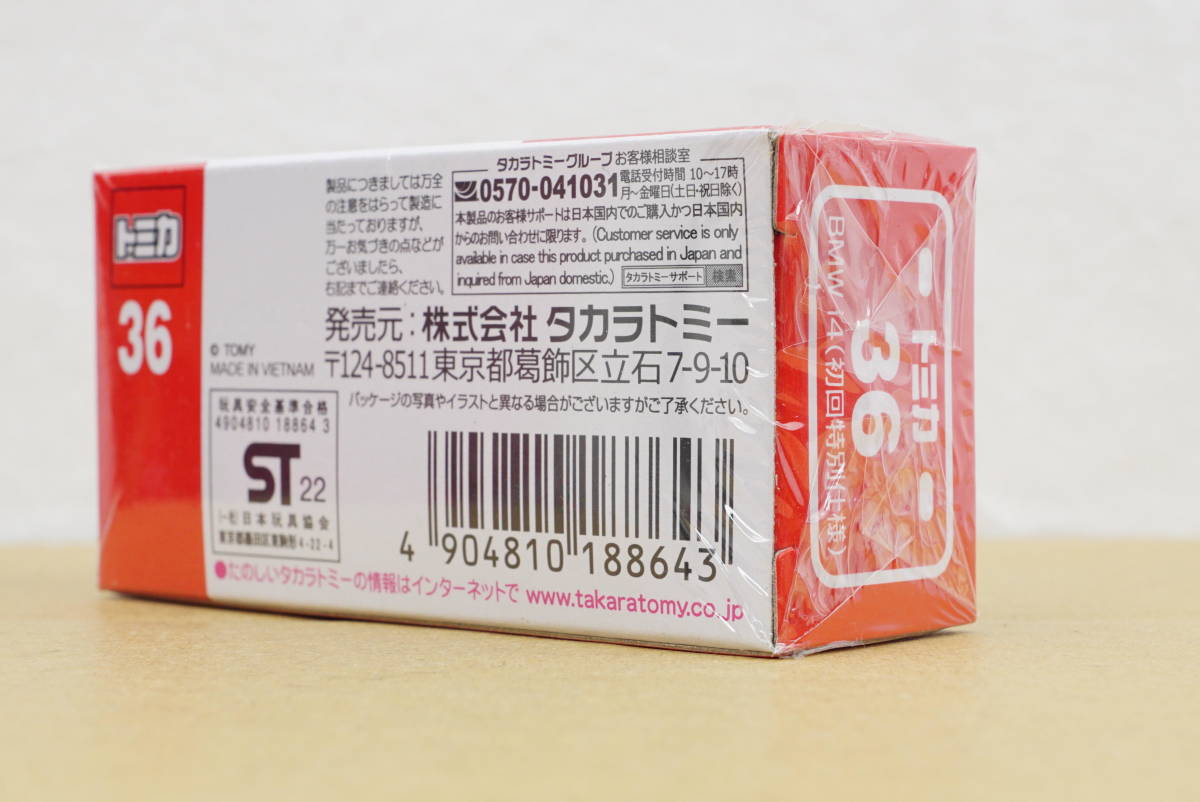 トミカ
36
製品につきましては万全
の注意をはらって製造に
当たっておりますが、
万一お気づきの点などが
ございましたら、
右記までご連絡ください。
タカラトミーグループ お客様相談室
0570-041031
電話受付時間 10〜17時
月〜金曜日(土日・祝日除く)
本製品のお客様サポートは日本国内でのご購入かつ日本国内
からのお問い合わせに限ります。(Customer service is only
available in case this product purchased in Japan and
inquired from Japan domestic.) タカラトミーサポート 検索
発売元:株式会社 タカラトミー
〒124-8511 東京都葛飾区立石7-9-10
© TOMY
MADE IN VIETNAM
パッケージの写真やイラストと異なる場合がございますがご了承ください。
玩具安全基準合格
4904810 18864 3
ST 22
(一社)日本玩具協会
東京都墨田区東駒形4-22-4
4 904810 188643
●たのしいタカラトミーの情報はインターネットで www.takaratomy.co.jp
トミカ
36
BMW i4(初回特別仕様)